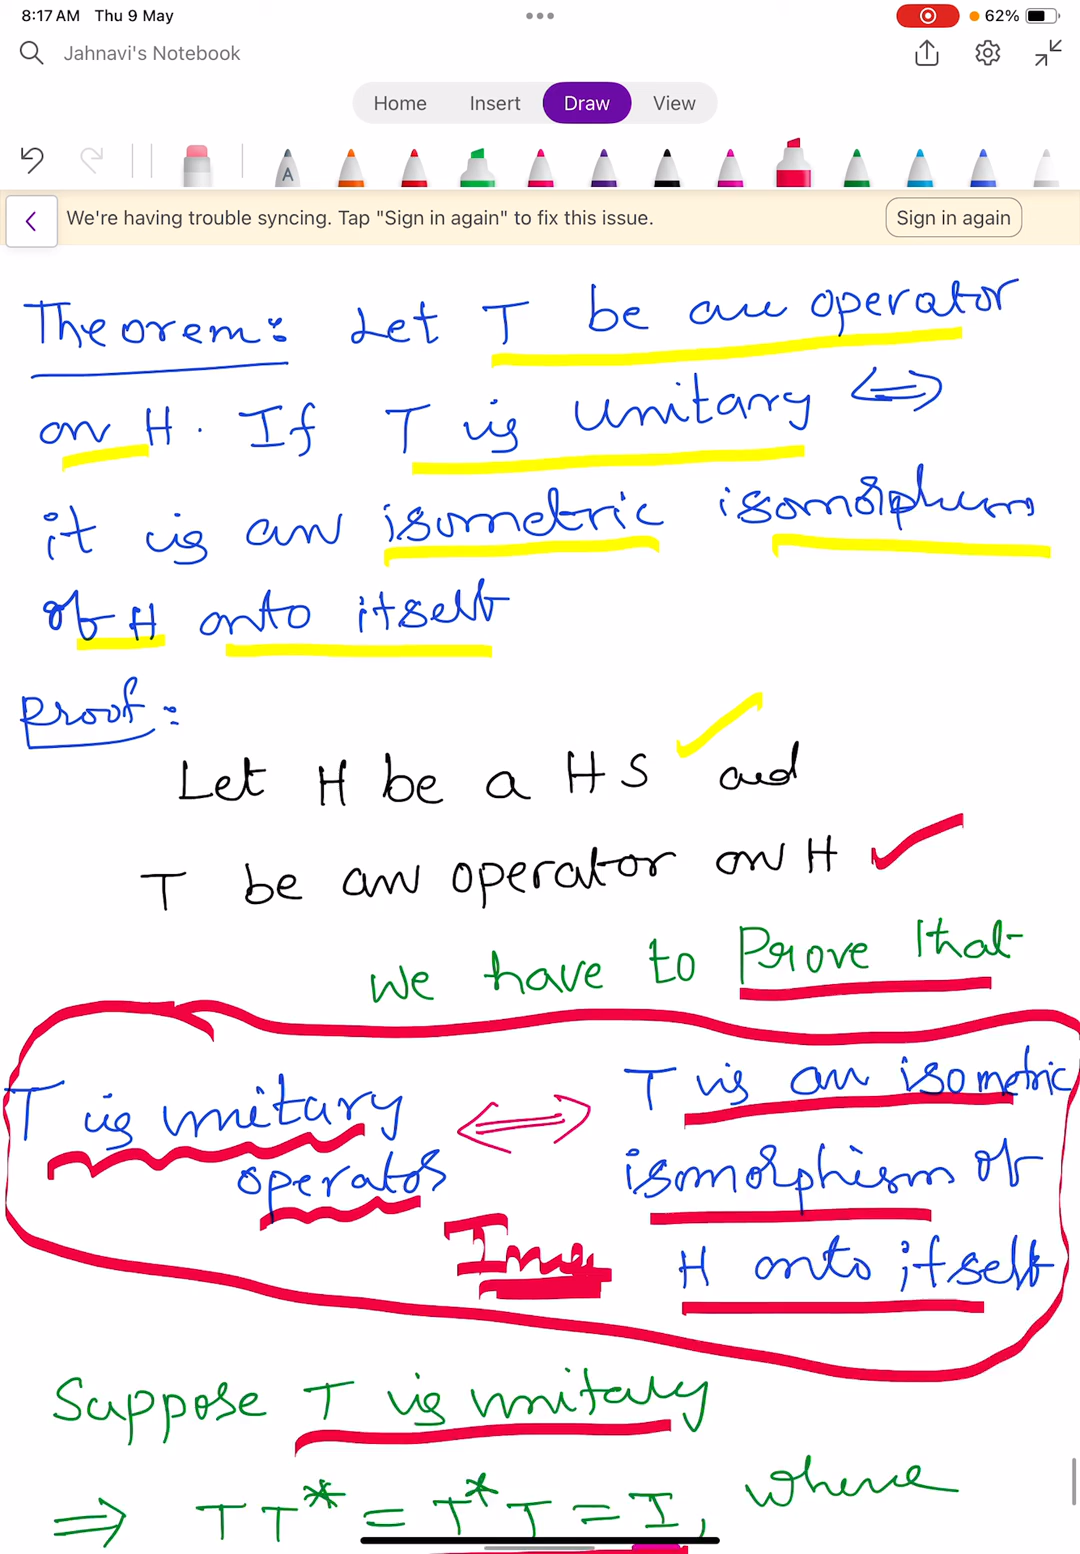 8:17 AM Thu 9 May
62%
Jahnavi's Notebook
Home Insert Draw View
A
We're having trouble syncing. Tap "Sign in again" to fix this issue.
Sign in again
Theorem: Let T be an operator
on H. If T is unitary ⇔
it is an isometric isomorphism
of H onto itself
Proof:
Let H be a HS and
T be an operator on H
we have to Prove that
T is unitary ⇔ T is an isometric
operator isomorphism of
H onto itself
Suppose T is unitary
⇒ TT* = T*T = I, where